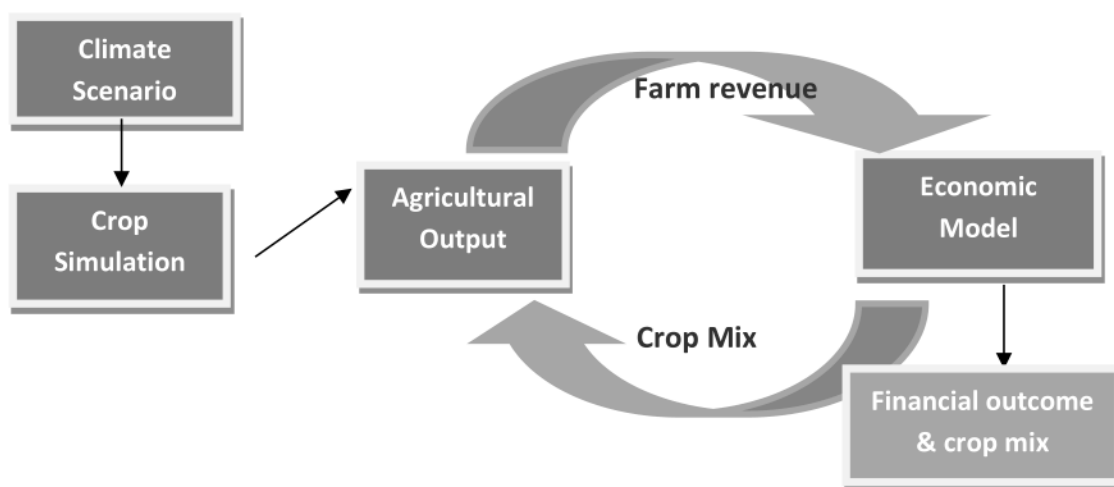 Climate
Scenario
Crop
Simulation
Agricultural
Output
Farm revenue
Economic
Model
Crop Mix
Financial outcome
& crop mix